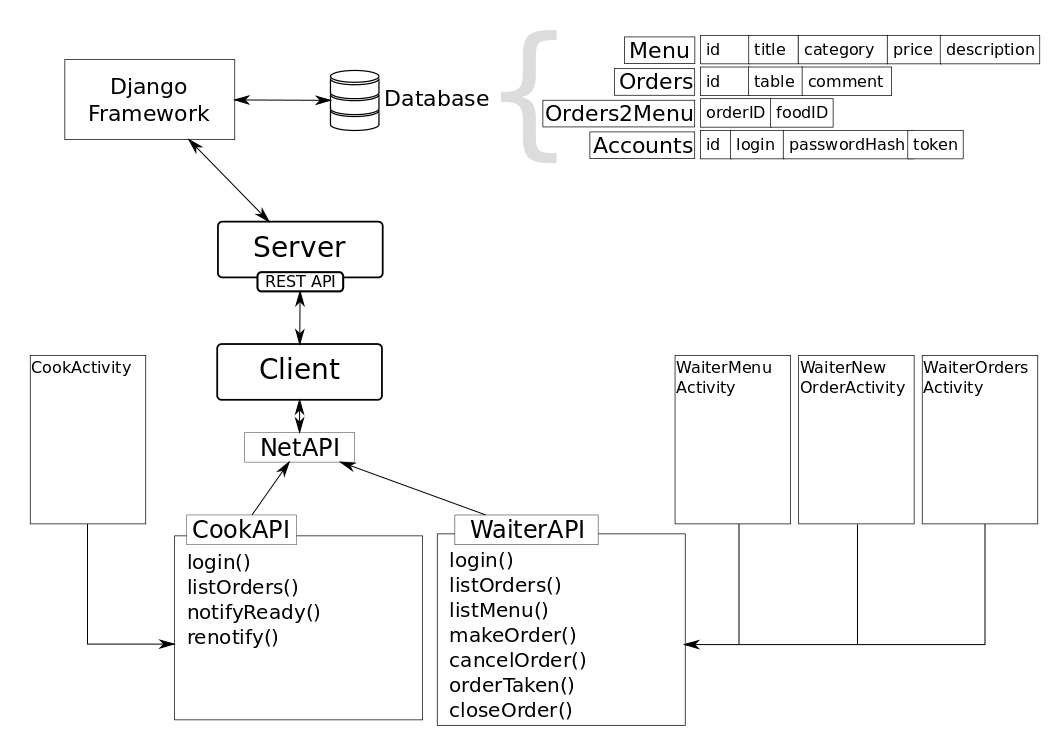 Django
Framework
Database
Menu id title category price description
Orders id table comment
Orders2Menu orderID foodID
Accounts id login passwordHash token
Server
REST API
Client
NetAPI
CookActivity
WaiterMenu
Activity
WaiterNew
OrderActivity
WaiterOrders
Activity
CookAPI
login()
listOrders()
notifyReady()
renotify()
WaiterAPI
login()
listOrders()
listMenu()
makeOrder()
cancelOrder()
orderTaken()
closeOrder()